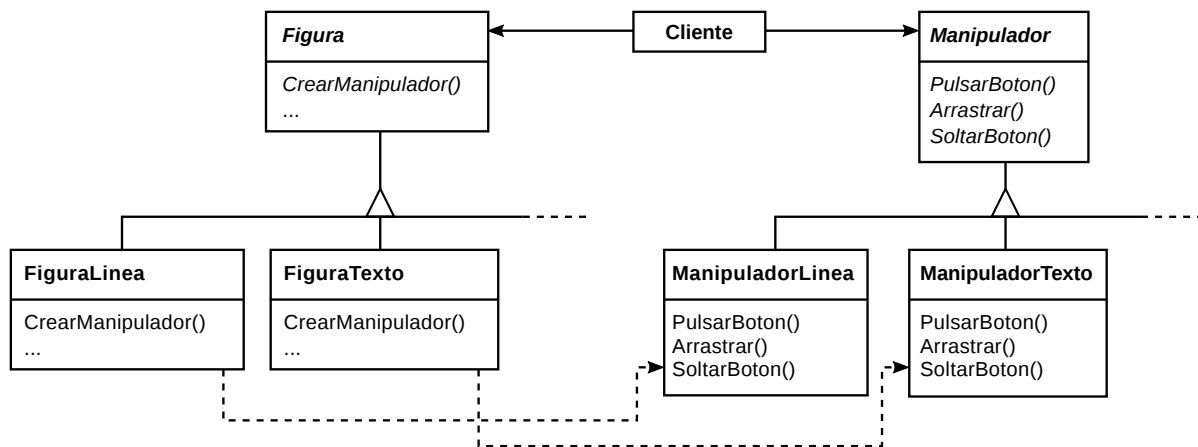 Figura
CrearManipulador()
...
Cliente
Manipulador
PulsarBoton()
Arrastrar()
SoltarBoton()
FiguraLinea
CrearManipulador()
...
FiguraTexto
CrearManipulador()
...
ManipuladorLinea
PulsarBoton()
Arrastrar()
SoltarBoton()
ManipuladorTexto
PulsarBoton()
Arrastrar()
SoltarBoton()